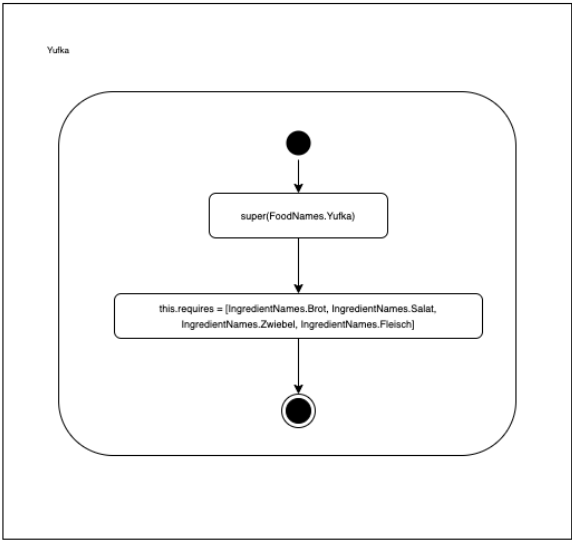 Yufka
super(FoodNames.Yufka)
this.requires = [IngredientNames.Brot, IngredientNames.Salat,
IngredientNames.Zwiebel, IngredientNames.Fleisch]